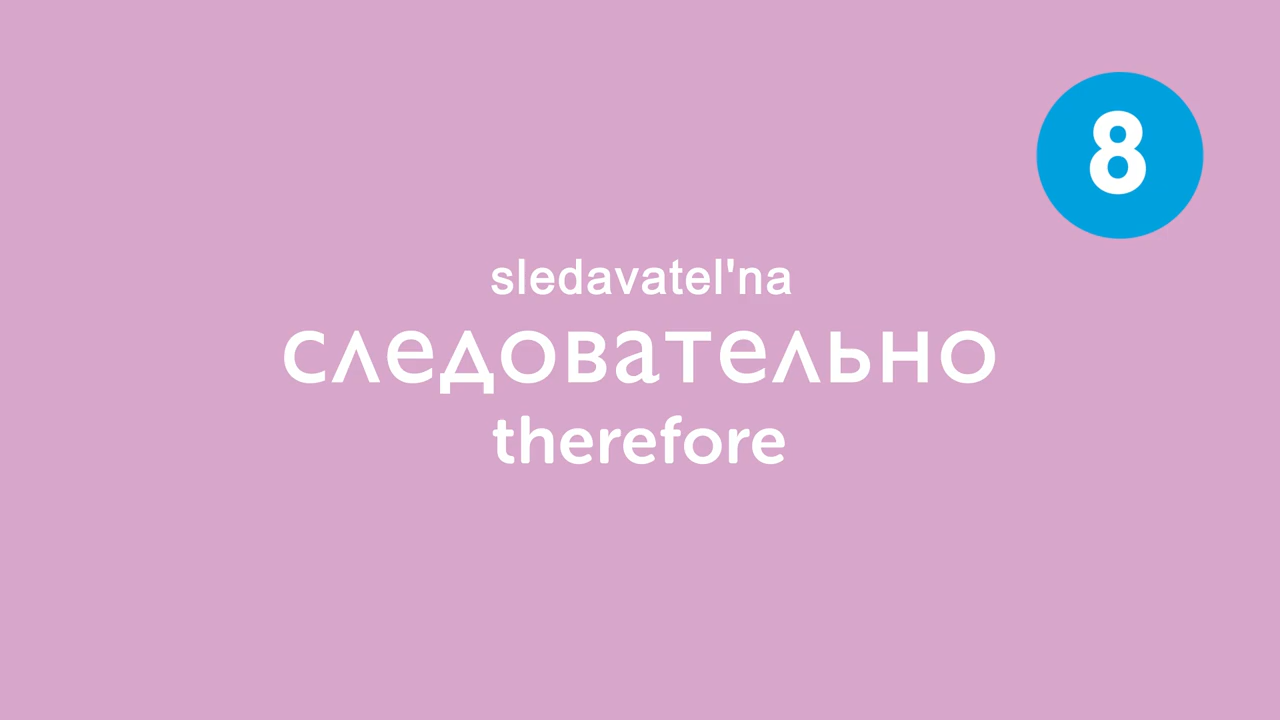 8
sledavatel'na
следовательно
therefore